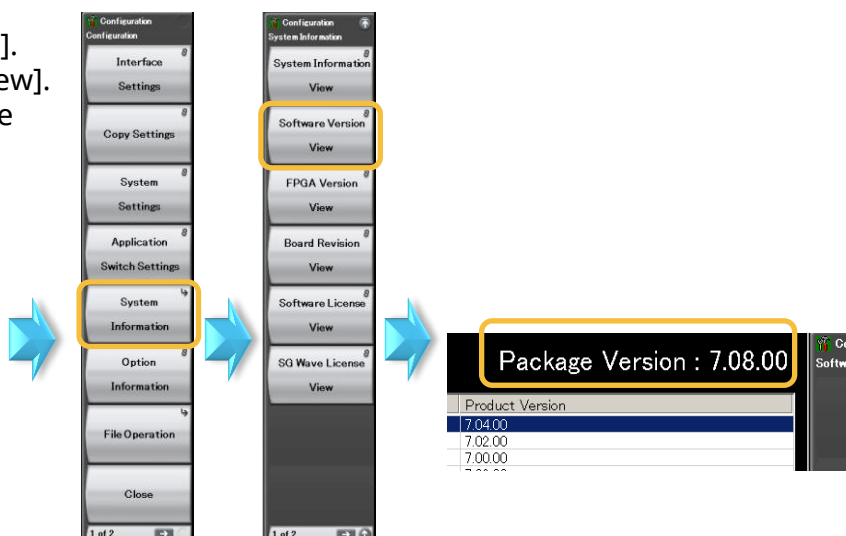 ].
ew].
e
Configuration
Configuration
Interface
Settings
Copy Settings
System
Settings
Application
Switch Settings
System
Information
Option
Information
File Operation
Close
1 of 2
Configuration
System Information
System Information
View
Software Version
View
FPGA Version
View
Board Revision
View
Software License
View
SG Wave License
View
1 of 2
Package Version : 7.08.00
Product Version
7.04.00
7.02.00
7.00.00
Co
Softw